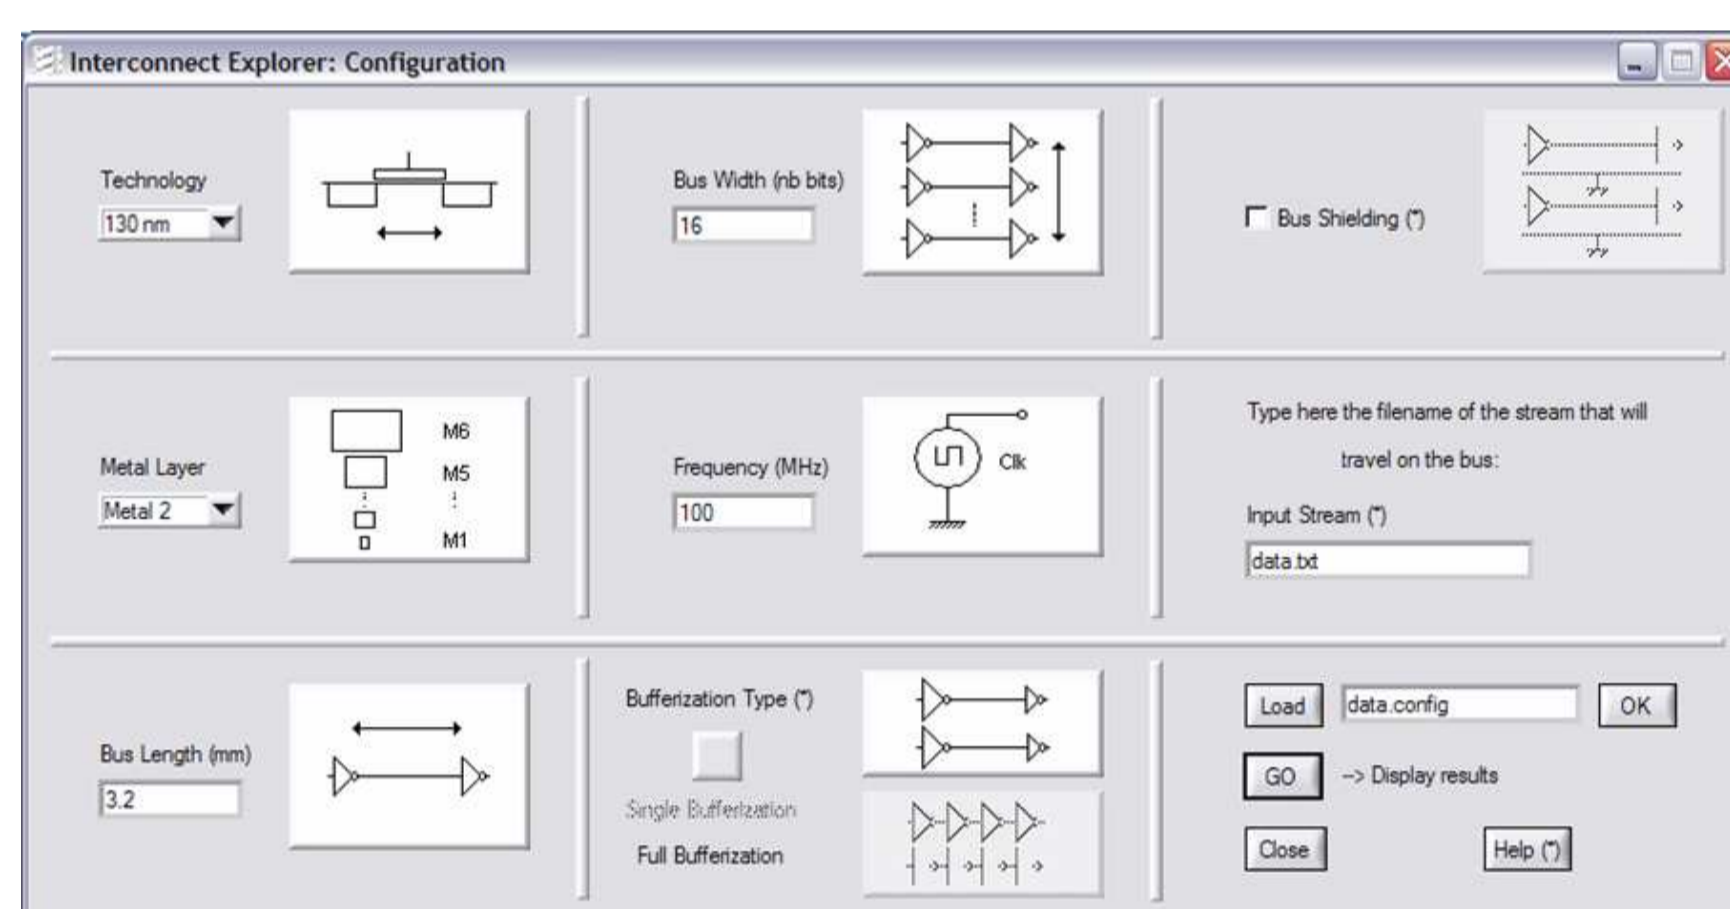 Interconnect Explorer: Configuration
Technology
130 nm
Bus Width (nb bits)
16
Bus Shielding (*)
Metal Layer
Metal 2
M6
M5
M1
Frequency (MHz)
100
Clk
Type here the filename of the stream that will
travel on the bus:
Input Stream (*)
data.txt
Bus Length (mm)
3.2
Bufferization Type (*)
Single Bufferization
Full Bufferization
Load
data.config
OK
GO
--> Display results
Close
Help (*)